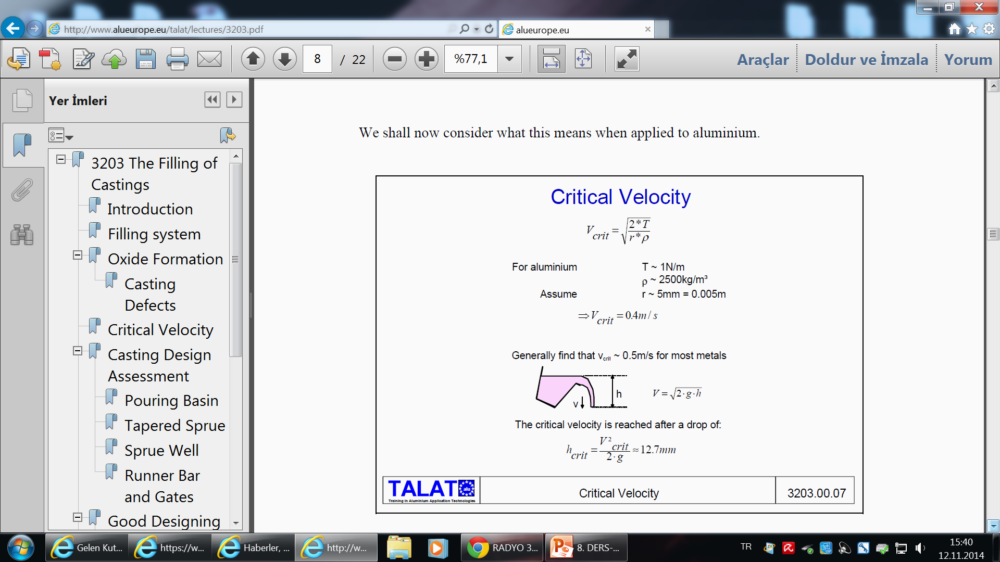 http://www.alueurope.eu/talat/lectures/3203.pdf
alueurope.eu
8 / 22
%77,1
Araçlar
Doldur ve İmzala
Yorum
Yer İmleri
3203 The Filling of
Castings
Introduction
Filling system
Oxide Formation
Casting
Defects
Critical Velocity
Casting Design
Assessment
Pouring Basin
Tapered Sprue
Sprue Well
Runner Bar
and Gates
Good Designing
We shall now consider what this means when applied to aluminium.
Critical Velocity
V_crit = √(2*T / r*ρ)
For aluminium T ~ 1N/m
ρ ~ 2500kg/m³
Assume r ~ 5mm = 0.005m
⇒ V_crit = 0.4m/s
Generally find that v_crit ~ 0.5m/s for most metals
h
v
V = √2·g·h
The critical velocity is reached after a drop of:
h_crit = V²_crit / 2·g ≈ 12.7mm
TALAT alu
Training in Aluminium Application Technologies
Critical Velocity
3203.00.07
Gelen Kut...
https://w...
Haberler, ...
http://w...
RADYO 3...
8. DERS-...
TR
15:40
12.11.2014